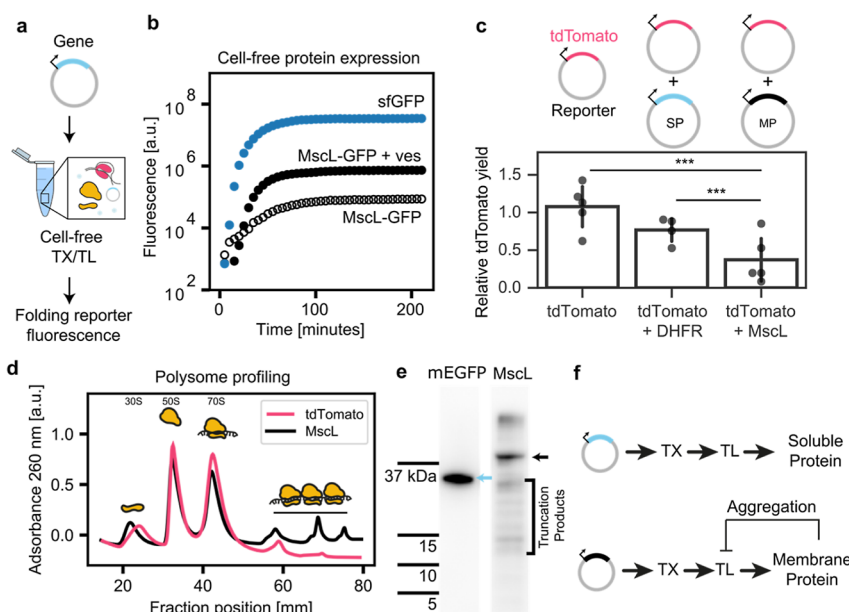 a
Gene
Cell-free
TX/TL
Folding reporter
fluorescence
b
Cell-free protein expression
Fluorescence [a.u.]
10^8
10^6
10^4
10^2
sfGFP
MscL-GFP + ves
MscL-GFP
0
100
200
Time [minutes]
c
tdTomato
Reporter
+
SP
+
MP
Relative tdTomato yield
1.5
1.0
0.5
0.0
***
***
tdTomato
tdTomato
+ DHFR
tdTomato
+ MscL
d
Polysome profiling
30S
50S
70S
tdTomato
MscL
Adsorbance 260 nm [a.u.]
1.0
0.5
0.0
20
40
60
80
Fraction position [mm]
e
mEGFP
MscL
37 kDa
15
10
5
Truncation
Products
f
TX
TL
Soluble
Protein
Aggregation
TX
TL
Membrane
Protein